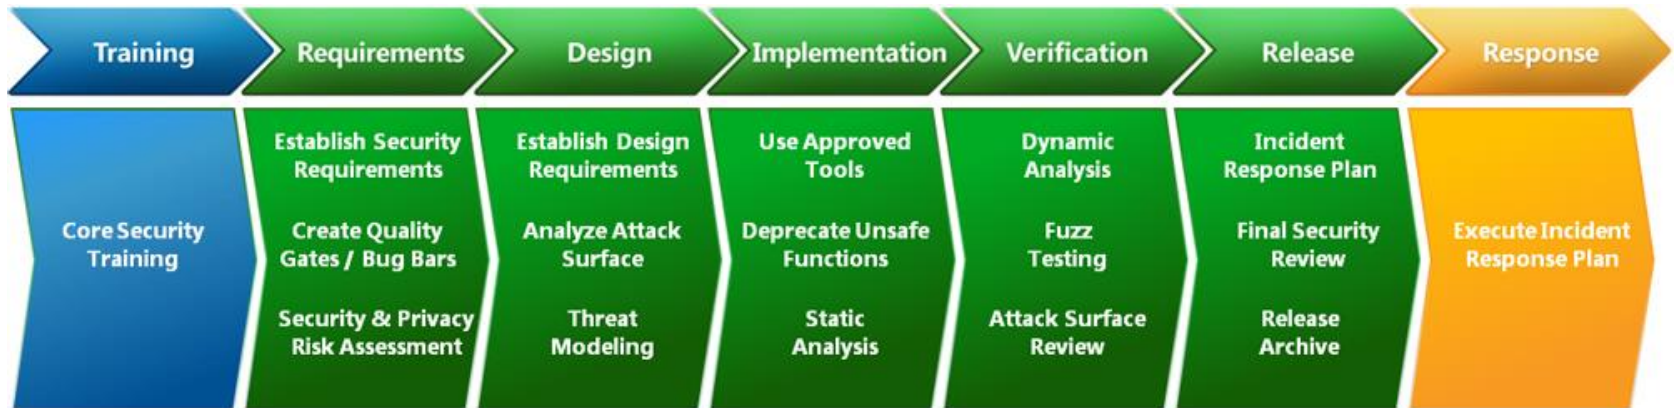 Training
Requirements
Design
Implementation
Verification
Release
Response
Core Security
Training
Establish Security
Requirements
Create Quality
Gates / Bug Bars
Security & Privacy
Risk Assessment
Establish Design
Requirements
Analyze Attack
Surface
Threat
Modeling
Use Approved
Tools
Deprecate Unsafe
Functions
Static
Analysis
Dynamic
Analysis
Fuzz
Testing
Attack Surface
Review
Incident
Response Plan
Final Security
Review
Release
Archive
Execute Incident
Response Plan